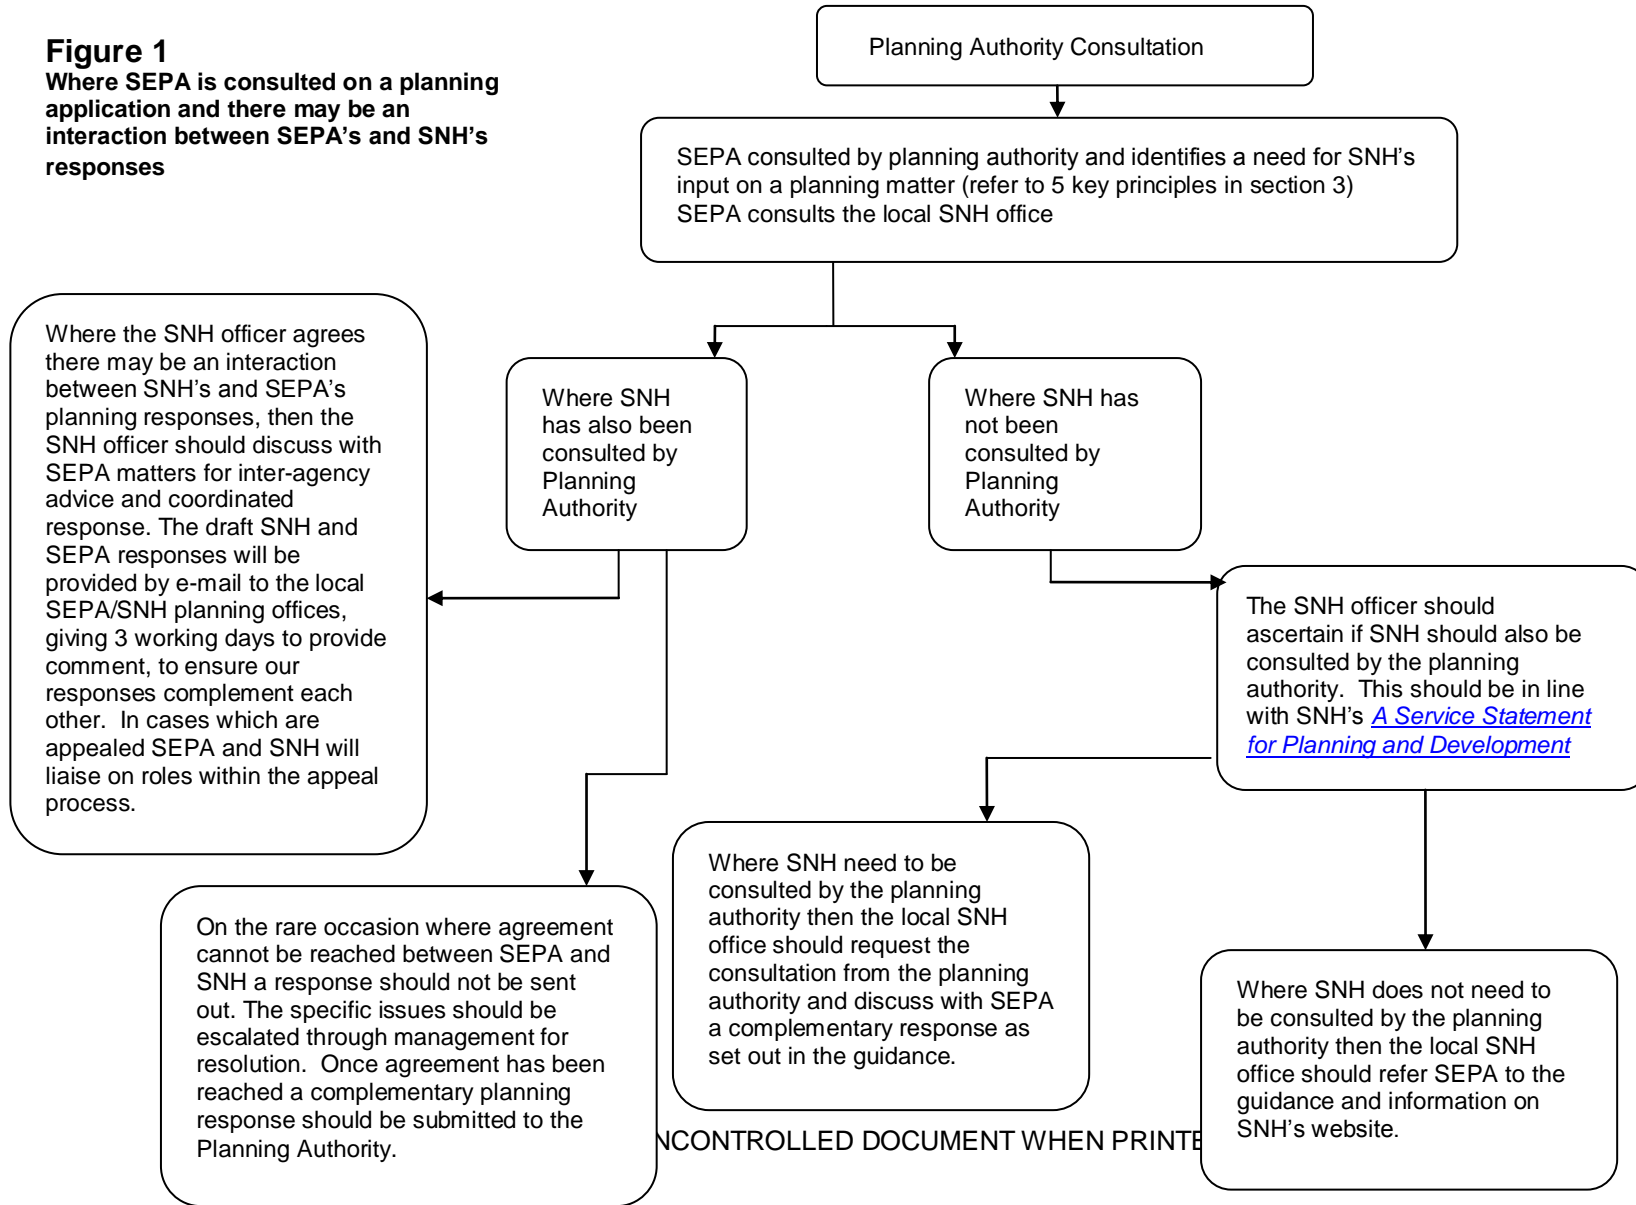 Figure 1
Where SEPA is consulted on a planning
application and there may be an
interaction between SEPA’s and SNH’s
responses
Planning Authority Consultation
SEPA consulted by planning authority and identifies a need for SNH’s
input on a planning matter (refer to 5 key principles in section 3)
SEPA consults the local SNH office
Where the SNH officer agrees
there may be an interaction
between SNH’s and SEPA’s
planning responses, then the
SNH officer should discuss with
SEPA matters for inter-agency
advice and coordinated
response. The draft SNH and
SEPA responses will be
provided by e-mail to the local
SEPA/SNH planning offices,
giving 3 working days to provide
comment, to ensure our
responses complement each
other.  In cases which are
appealed SEPA and SNH will
liaise on roles within the appeal
process.
Where SNH
has also been
consulted by
Planning
Authority
Where SNH has
not been
consulted by
Planning
Authority
The SNH officer should
ascertain if SNH should also be
consulted by the planning
authority.  This should be in line
with SNH’s A Service Statement
for Planning and Development
On the rare occasion where agreement
cannot be reached between SEPA and
SNH a response should not be sent
out. The specific issues should be
escalated through management for
resolution.  Once agreement has been
reached a complementary planning
response should be submitted to the
Planning Authority.
Where SNH need to be
consulted by the planning
authority then the local SNH
office should request the
consultation from the planning
authority and discuss with SEPA
a complementary response as
set out in the guidance.
Where SNH does not need to
be consulted by the planning
authority then the local SNH
office should refer SEPA to the
guidance and information on
SNH’s website.
NCONTROLLED DOCUMENT WHEN PRINTE